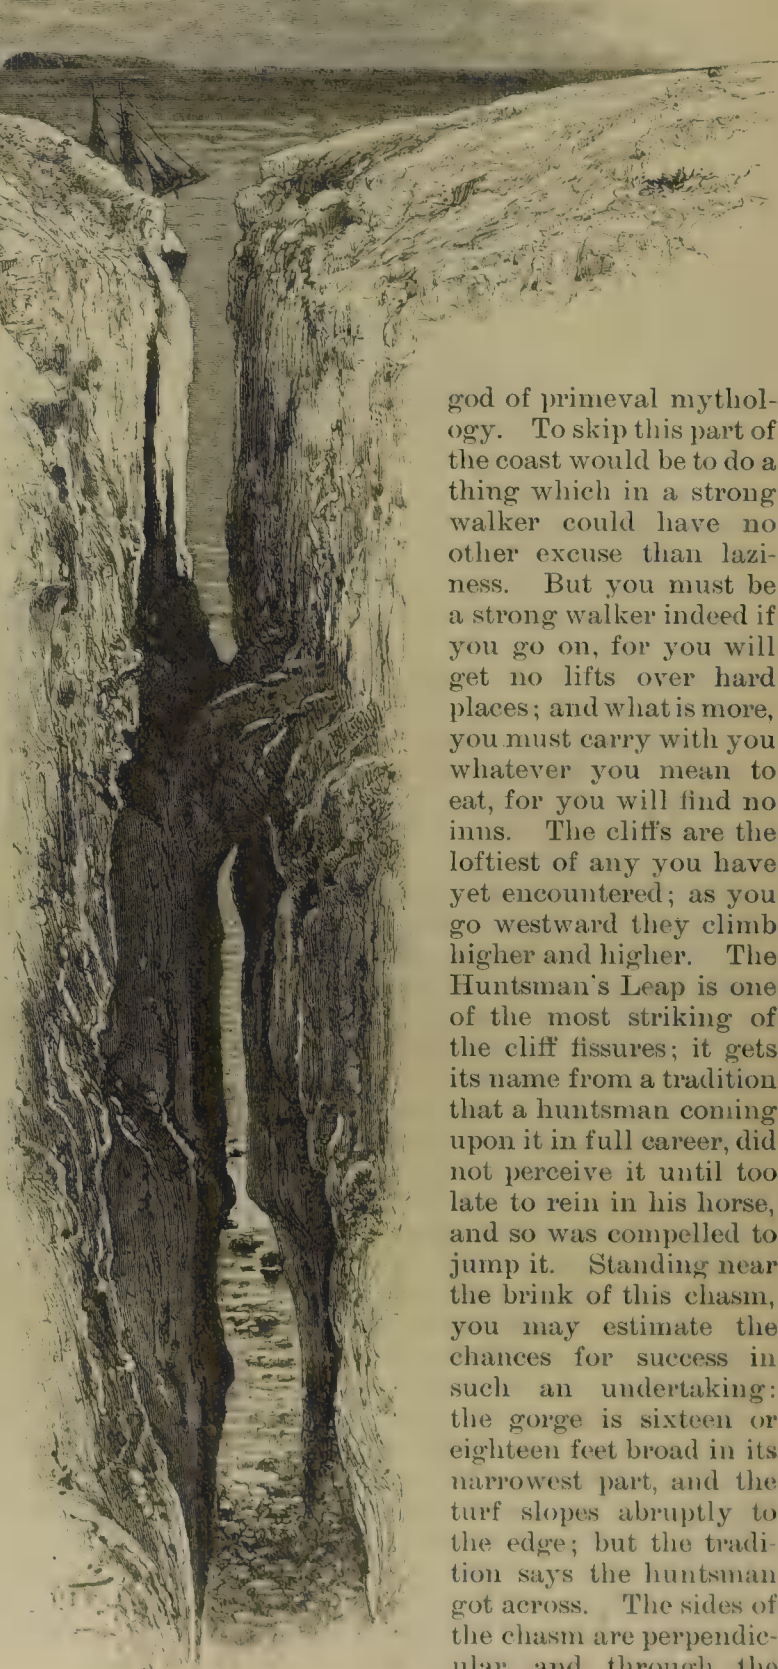 god of primeval mythol-
ogy. To skip this part of
the coast would be to do a
thing which in a strong
walker could have no
other excuse than lazi-
ness. But you must be
a strong walker indeed if
you go on, for you will
get no lifts over hard
places; and what is more,
you must carry with you
whatever you mean to
eat, for you will find no
inns. The cliffs are the
loftiest of any you have
yet encountered; as you
go westward they climb
higher and higher. The
Huntsman's Leap is one
of the most striking of
the cliff fissures; it gets
its name from a tradition
that a huntsman coming
upon it in full career, did
not perceive it until too
late to rein in his horse,
and so was compelled to
jump it. Standing near
the brink of this chasm,
you may estimate the
chances for success in
such an undertaking:
the gorge is sixteen or
eighteen feet broad in its
narrowest part, and the
turf slopes abruptly to
the edge; but the tradi-
tion says the huntsman
got across. The sides of
the chasm are perpendic-
ular, and through the